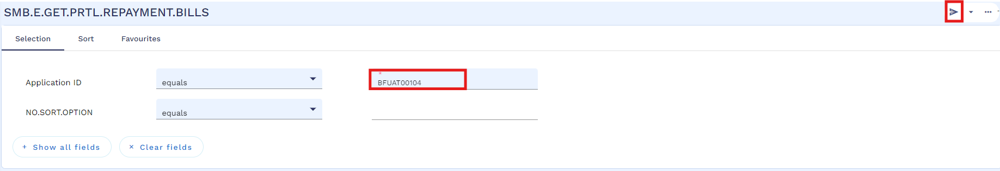 SMB.E.GET.PRTL.REPAYMENT.BILLS
Selection Sort Favourites
*
Application ID equals BFUAT00104
NO.SORT.OPTION equals
+ Show all fields × Clear fields